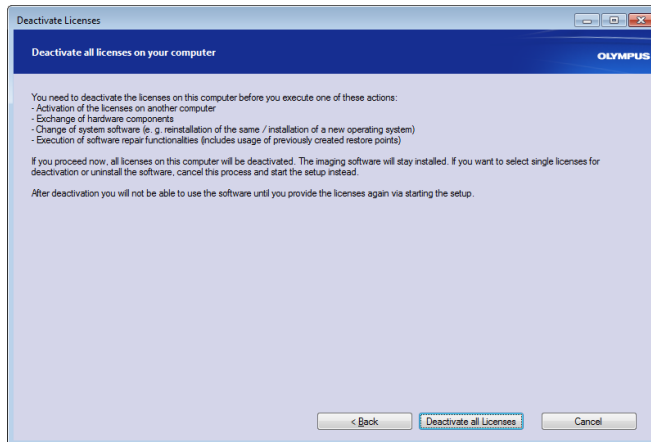 Deactivate Licenses
Deactivate all licenses on your computer
OLYMPUS
You need to deactivate the licenses on this computer before you execute one of these actions:
- Activation of the licenses on another computer
- Exchange of hardware components
- Change of system software (e. g. reinstallation of the same / installation of a new operating system)
- Execution of software repair functionalities (includes usage of previously created restore points)
If you proceed now, all licenses on this computer will be deactivated. The imaging software will stay installed. If you want to select single licenses for
deactivation or uninstall the software, cancel this process and start the setup instead.
After deactivation you will not be able to use the software until you provide the licenses again via starting the setup.
< Back
Deactivate all Licenses
Cancel